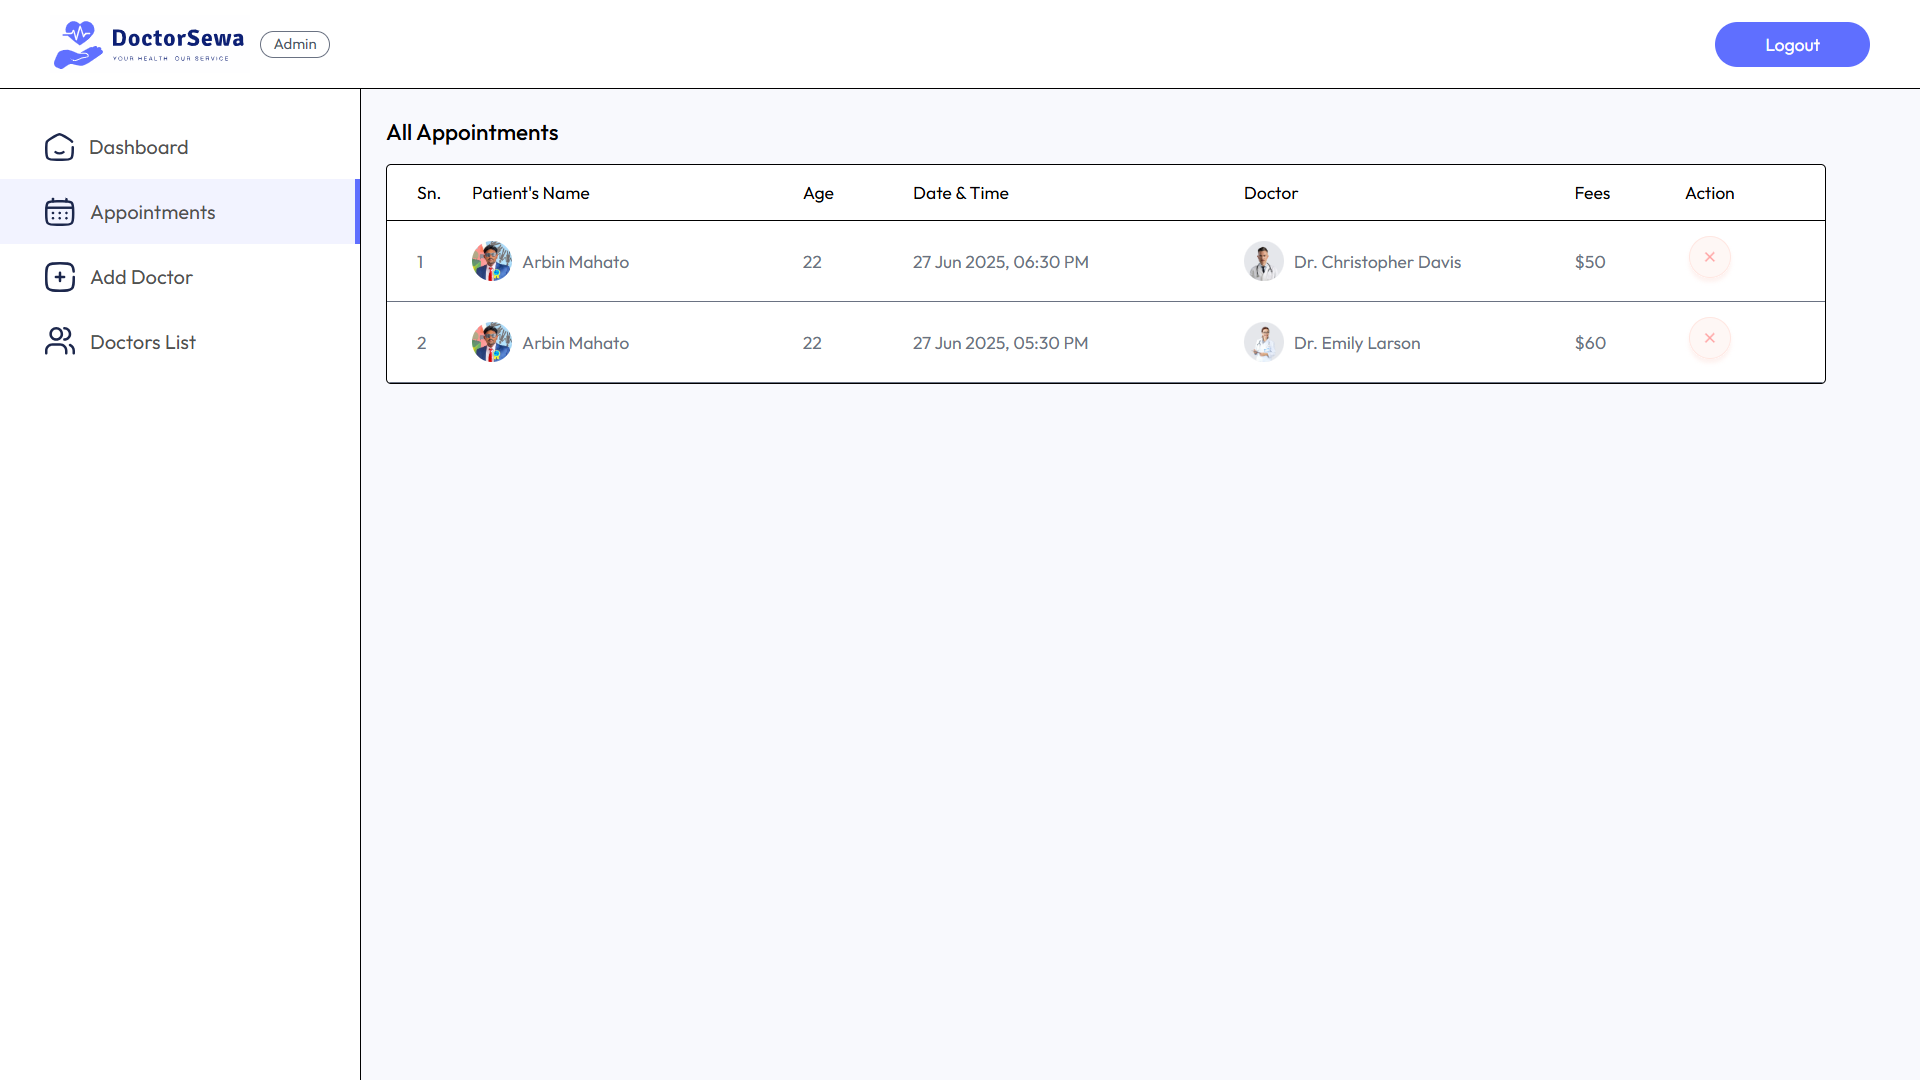 DoctorSewa
YOUR HEALTH OUR SERVICE
Admin
Logout
Dashboard
Appointments
Add Doctor
Doctors List
All Appointments
Sn. Patient's Name Age Date & Time Doctor Fees Action
1 Arbin Mahato 22 27 Jun 2025, 06:30 PM Dr. Christopher Davis $50
2 Arbin Mahato 22 27 Jun 2025, 05:30 PM Dr. Emily Larson $60